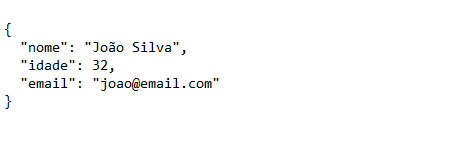 {
  "nome": "João Silva",
  "idade": 32,
  "email": "joao@email.com"
}